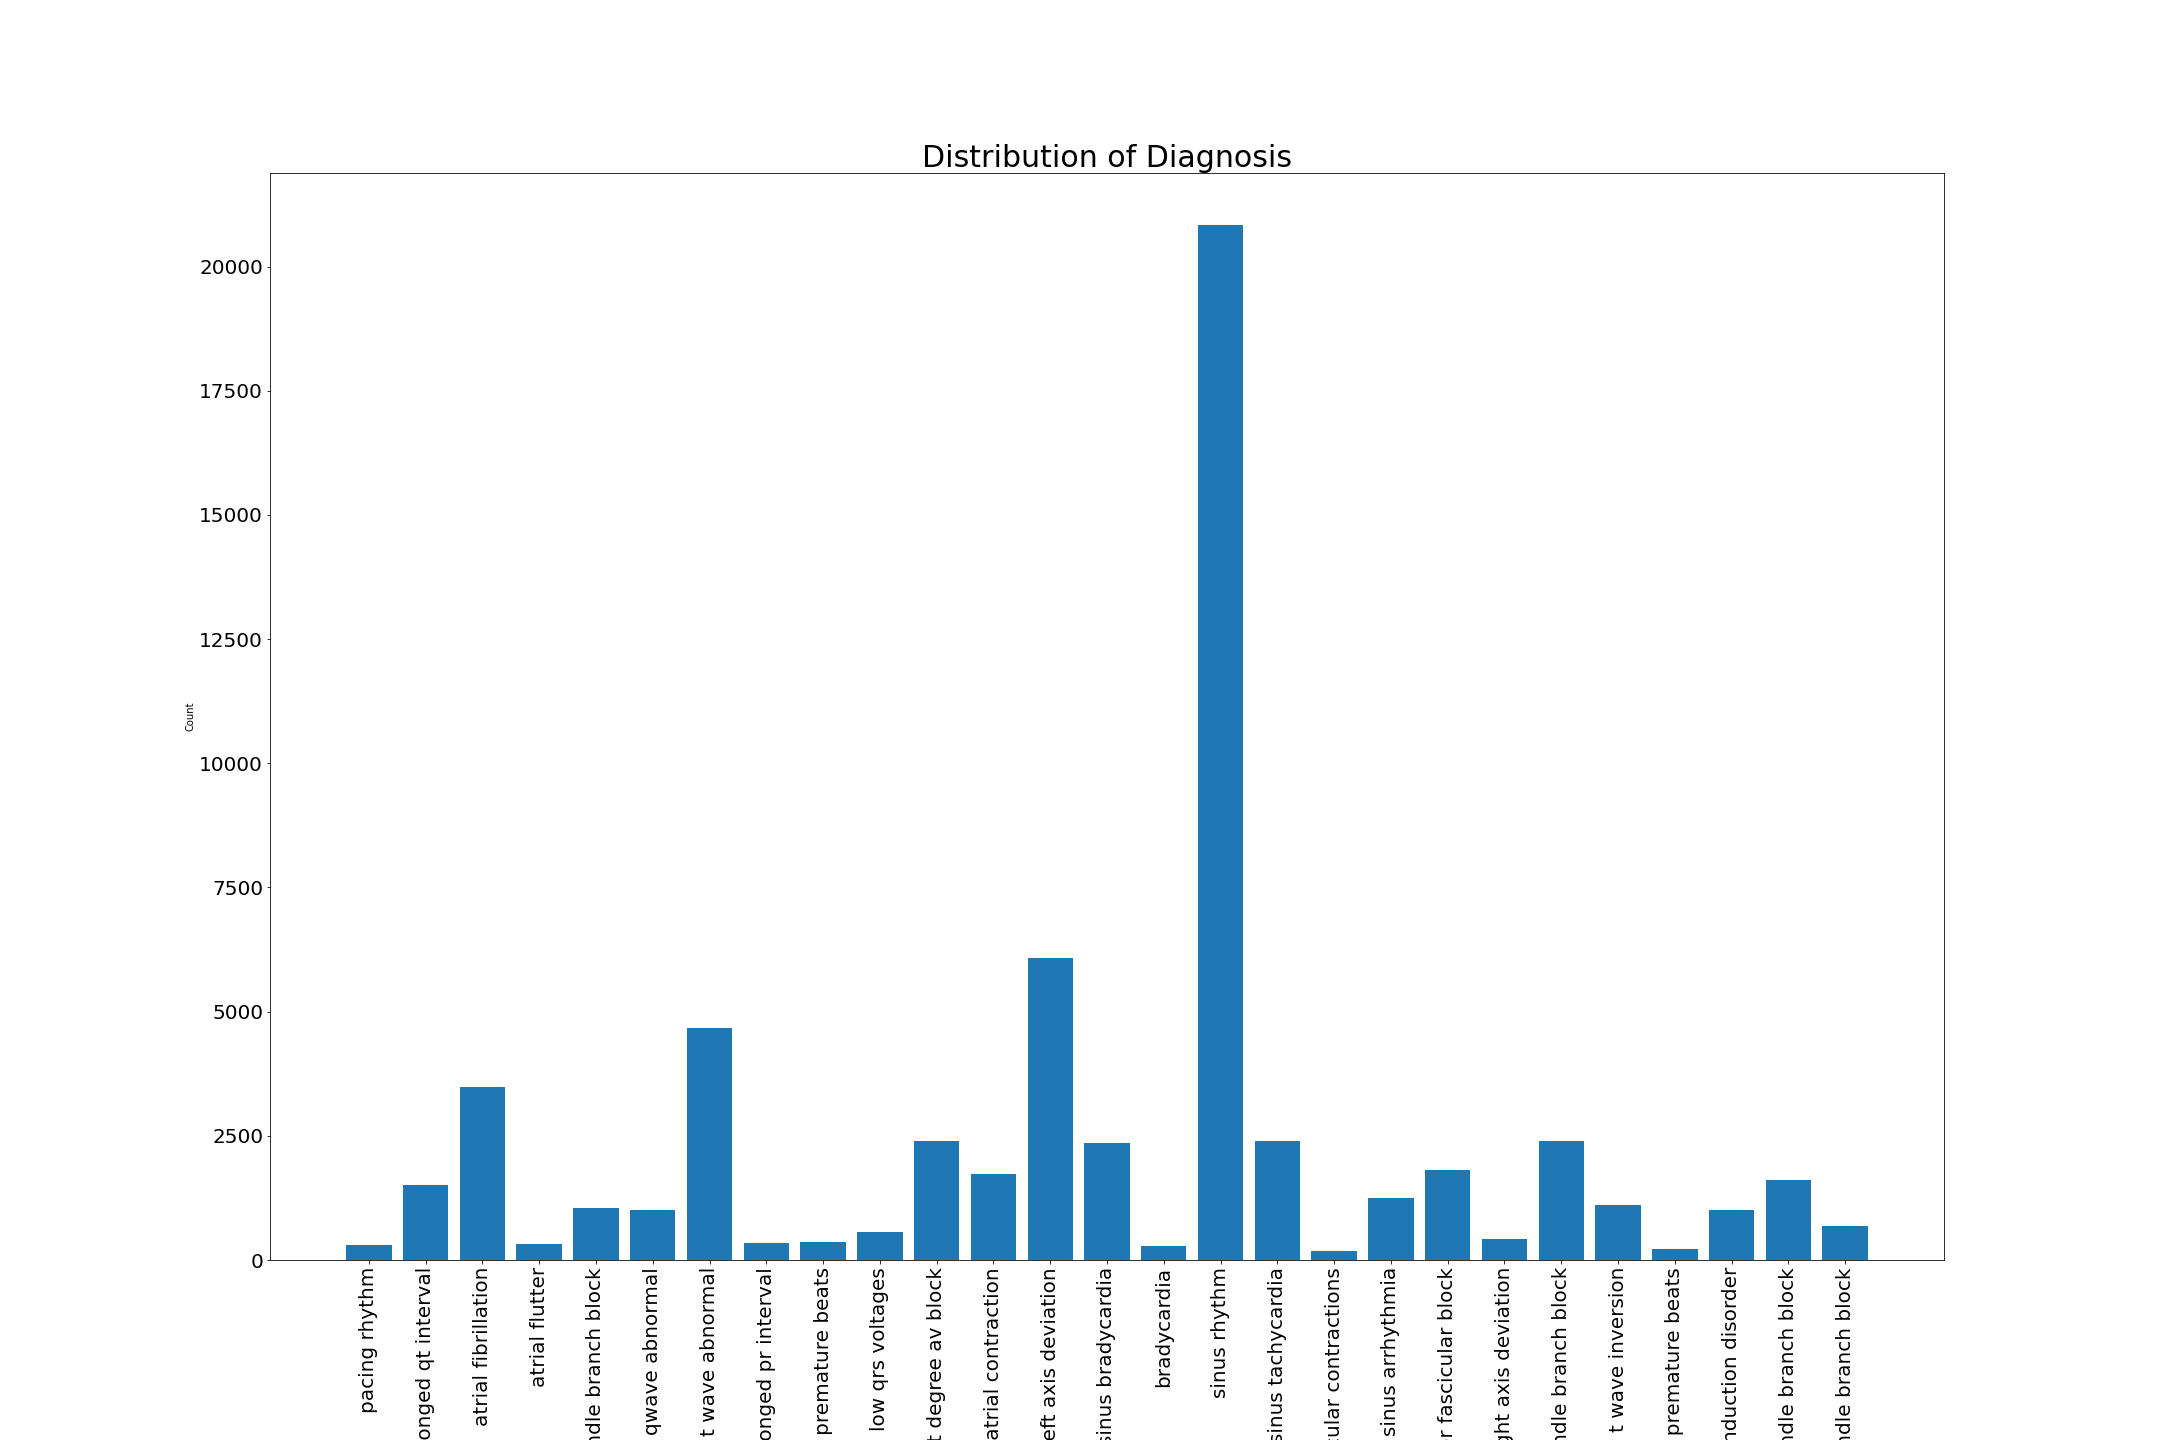 Distribution of Diagnosis
20000
17500
15000
12500
10000
7500
5000
2500
0
Count
pacing rhythm
onged qt interval
atrial fibrillation
atrial flutter
ndle branch block
qwave abnormal
t wave abnormal
onged pr interval
premature beats
low qrs voltages
t degree av block
atrial contraction
eft axis deviation
sinus bradycardia
bradycardia
sinus rhythm
sinus tachycardia
cular contractions
sinus arrhythmia
r fascicular block
ght axis deviation
ndle branch block
t wave inversion
premature beats
nduction disorder
ndle branch block
ndle branch block